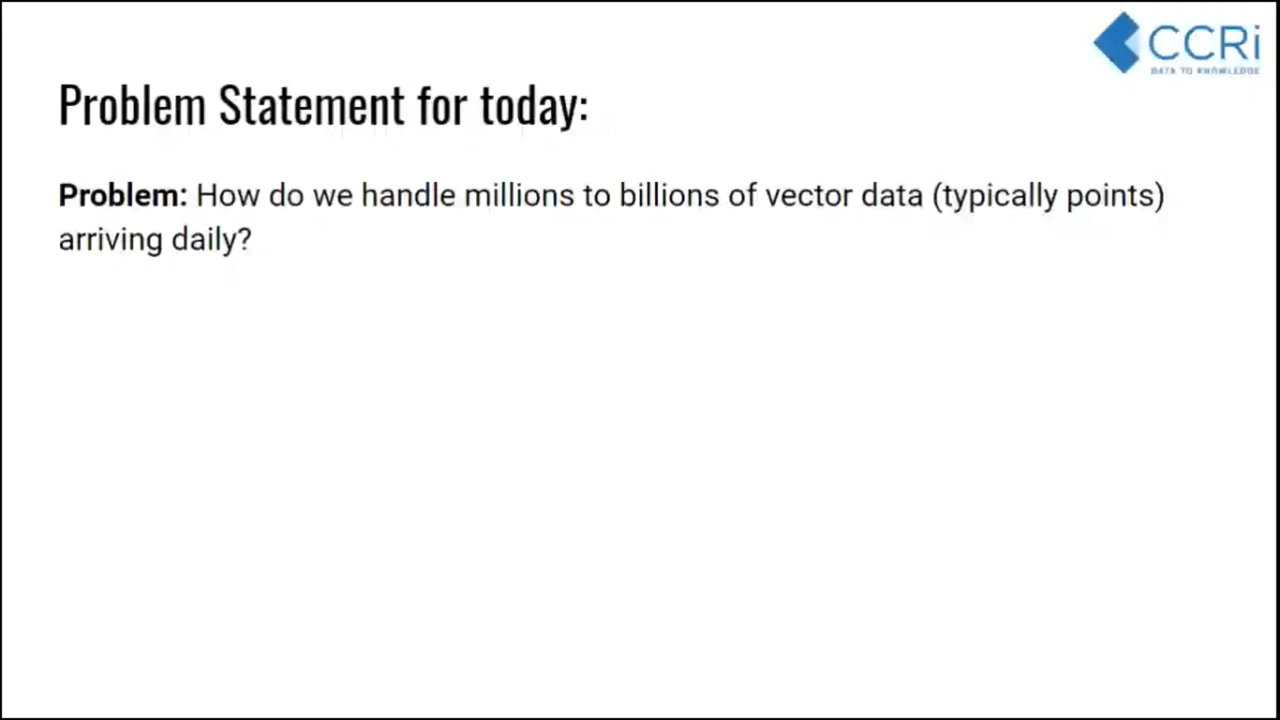 CCRi
DATA TO KNOWLEDGE
Problem Statement for today:
Problem: How do we handle millions to billions of vector data (typically points)
arriving daily?